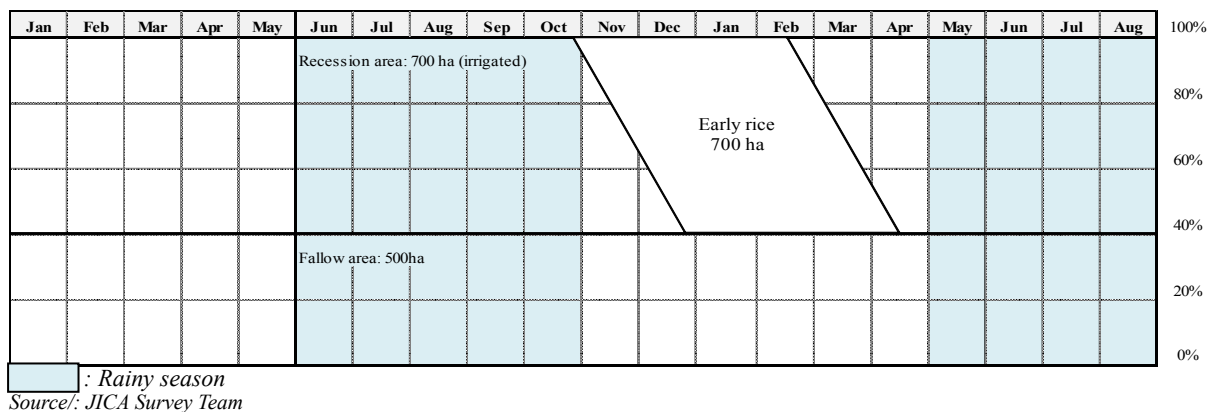 Jan Feb Mar Apr May Jun Jul Aug Sep Oct Nov Dec Jan Feb Mar Apr May Jun Jul Aug 100%
Recession area: 700 ha (irrigated)
80%
Early rice
700 ha
60%
40%
Fallow area: 500ha
20%
0%
: Rainy season
Source/: JICA Survey Team